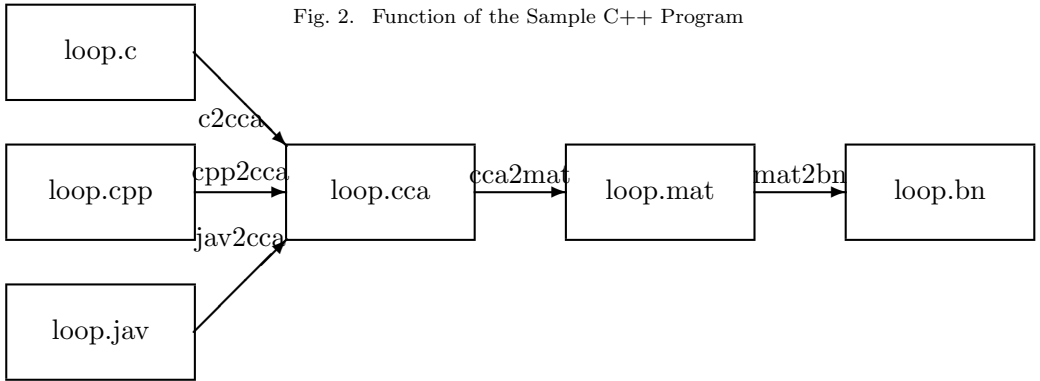 Fig. 2. Function of the Sample C++ Program
loop.c
c2cca
cpp2cca
loop.cpp
loop.cca
cca2mat
loop.mat
mat2bn
loop.bn
jav2cca
loop.jav